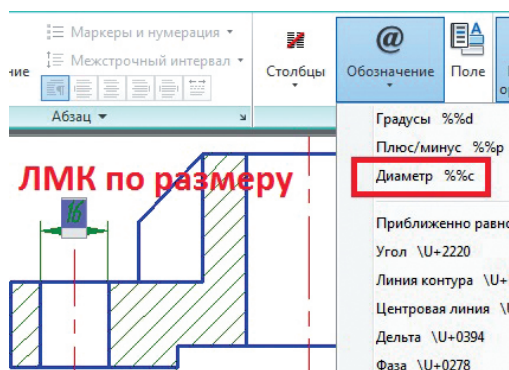 Маркеры и нумерация
Межстрочный интервал
ние
Абзац
Столбцы
Обозначение
Поле
ЛМК по размеру
16
Градусы %%d
Плюс/минус %%p
Диаметр %%c
Приближенно равно
Угол \U+2220
Линия контура \U+
Центровая линия \U
Дельта \U+0394
Фаза \U+0278